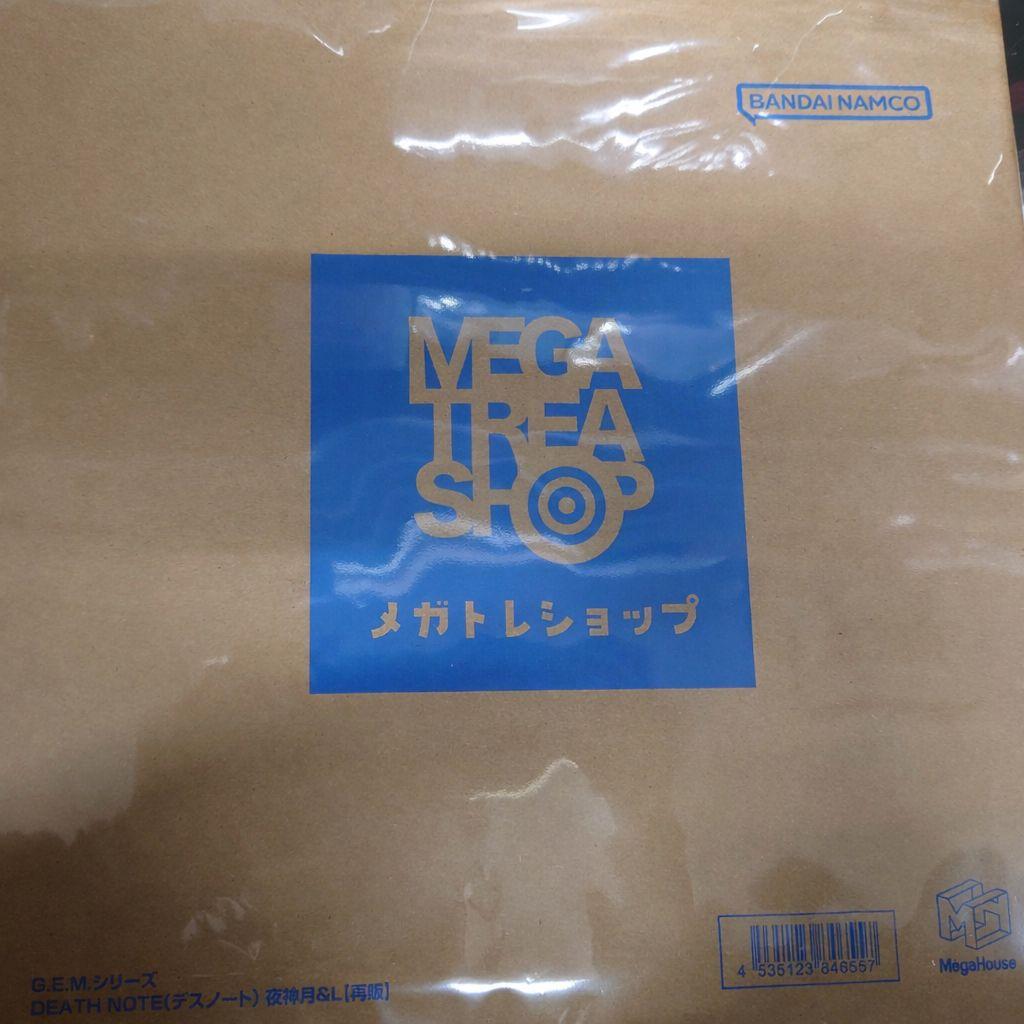 BANDAI NAMCO
MEGA
TREA
SHOP
メガトレショップ
4 535123 846557
MegaHouse
G.E.M.シリーズ
DEATH NOTE(デスノート) 夜神月&L【再販】